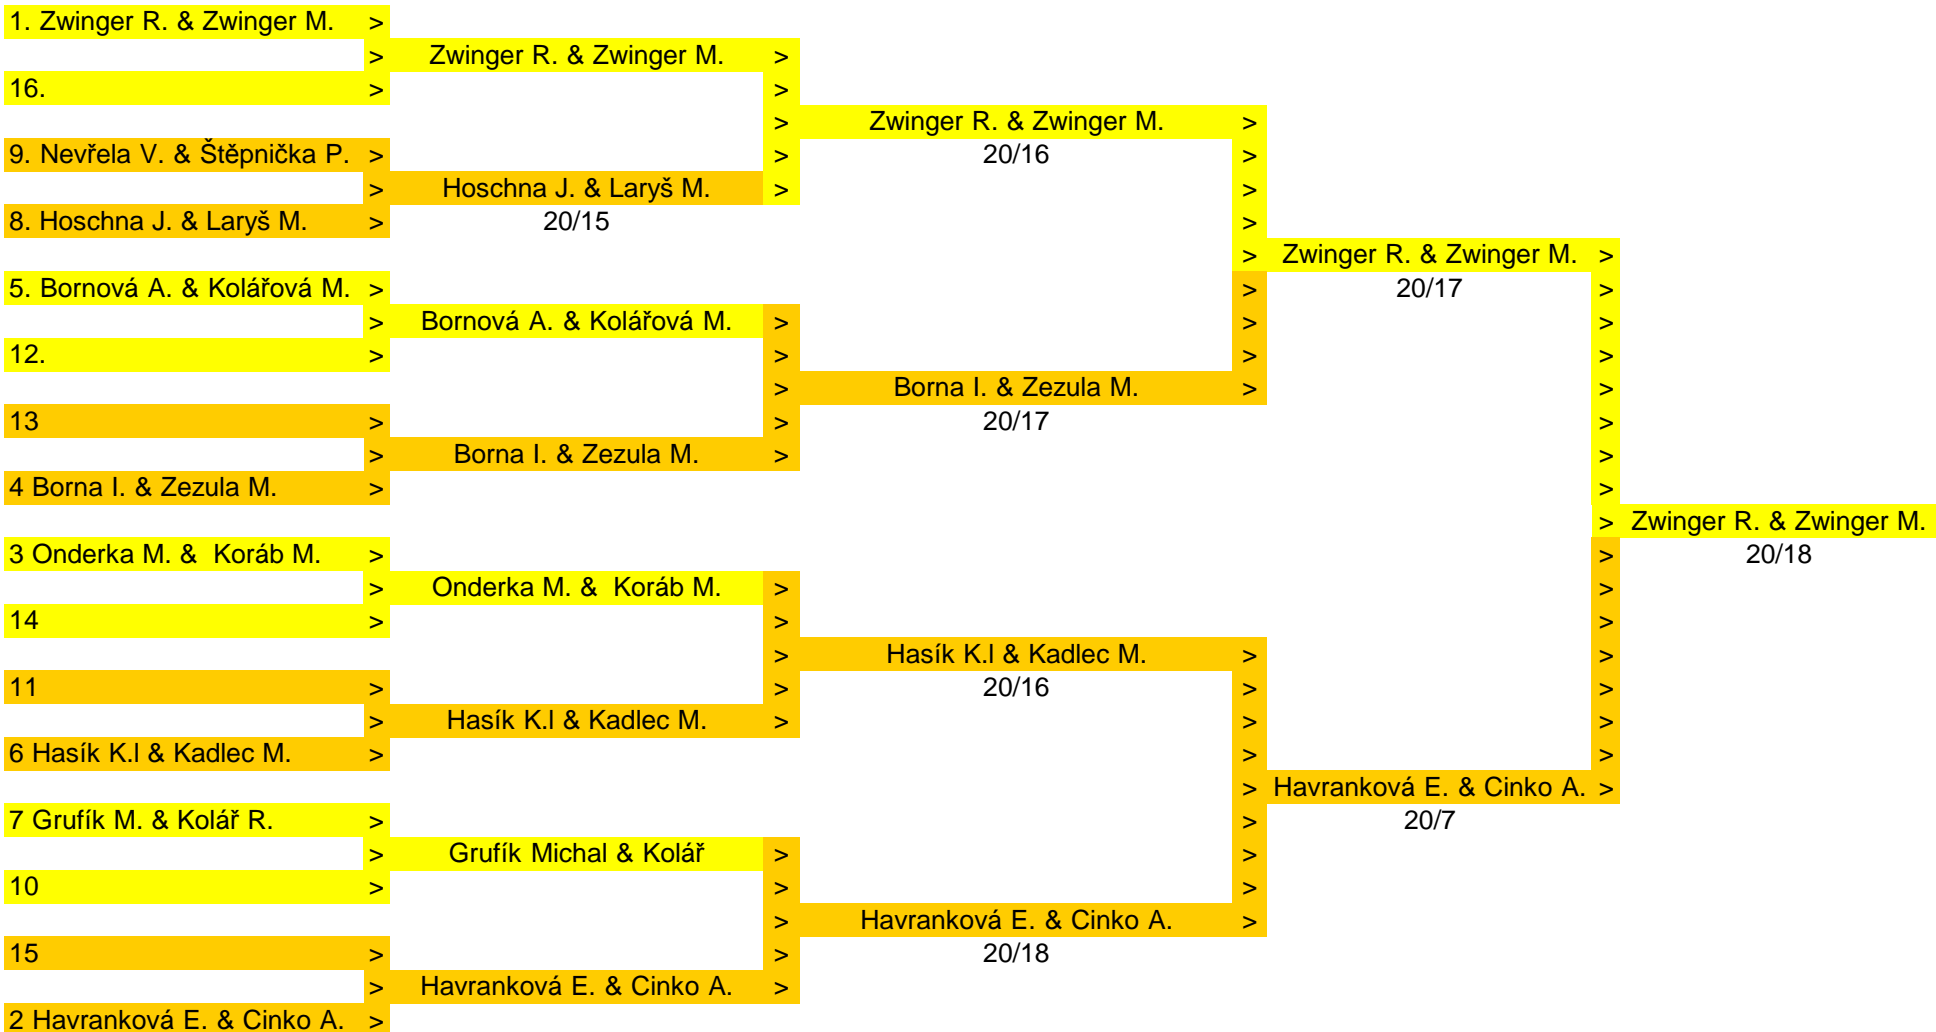 1. Zwinger R. & Zwinger M. >
> Zwinger R. & Zwinger M. >
16. > >
> Zwinger R. & Zwinger M. >
9. Nevřela V. & Štěpnička P. > > 20/16 >
> Hoschna J. & Laryš M. > >
8. Hoschna J. & Laryš M. > 20/15 >
> Zwinger R. & Zwinger M. >
5. Bornová A. & Kolářová M. > > 20/17 >
> Bornová A. & Kolářová M. > > >
12. > > > >
> Borna I. & Zezula M. > >
13 > > 20/17 >
> Borna I. & Zezula M. > >
4 Borna I. & Zezula M. > >
> Zwinger R. & Zwinger M.
3 Onderka M. &  Koráb M. > > 20/18
> Onderka M. &  Koráb M. > >
14 > > >
> Hasík K.l & Kadlec M. > >
11 > > 20/16 > >
> Hasík K.l & Kadlec M. > > >
6 Hasík K.l & Kadlec M. > > >
> Havranková E. & Cinko A. >
7 Grufík M. & Kolář R. > > 20/7
> Grufík Michal & Kolář > >
10 > > >
> Havranková E. & Cinko A. >
15 > > 20/18
> Havranková E. & Cinko A. >
2 Havranková E. & Cinko A. >